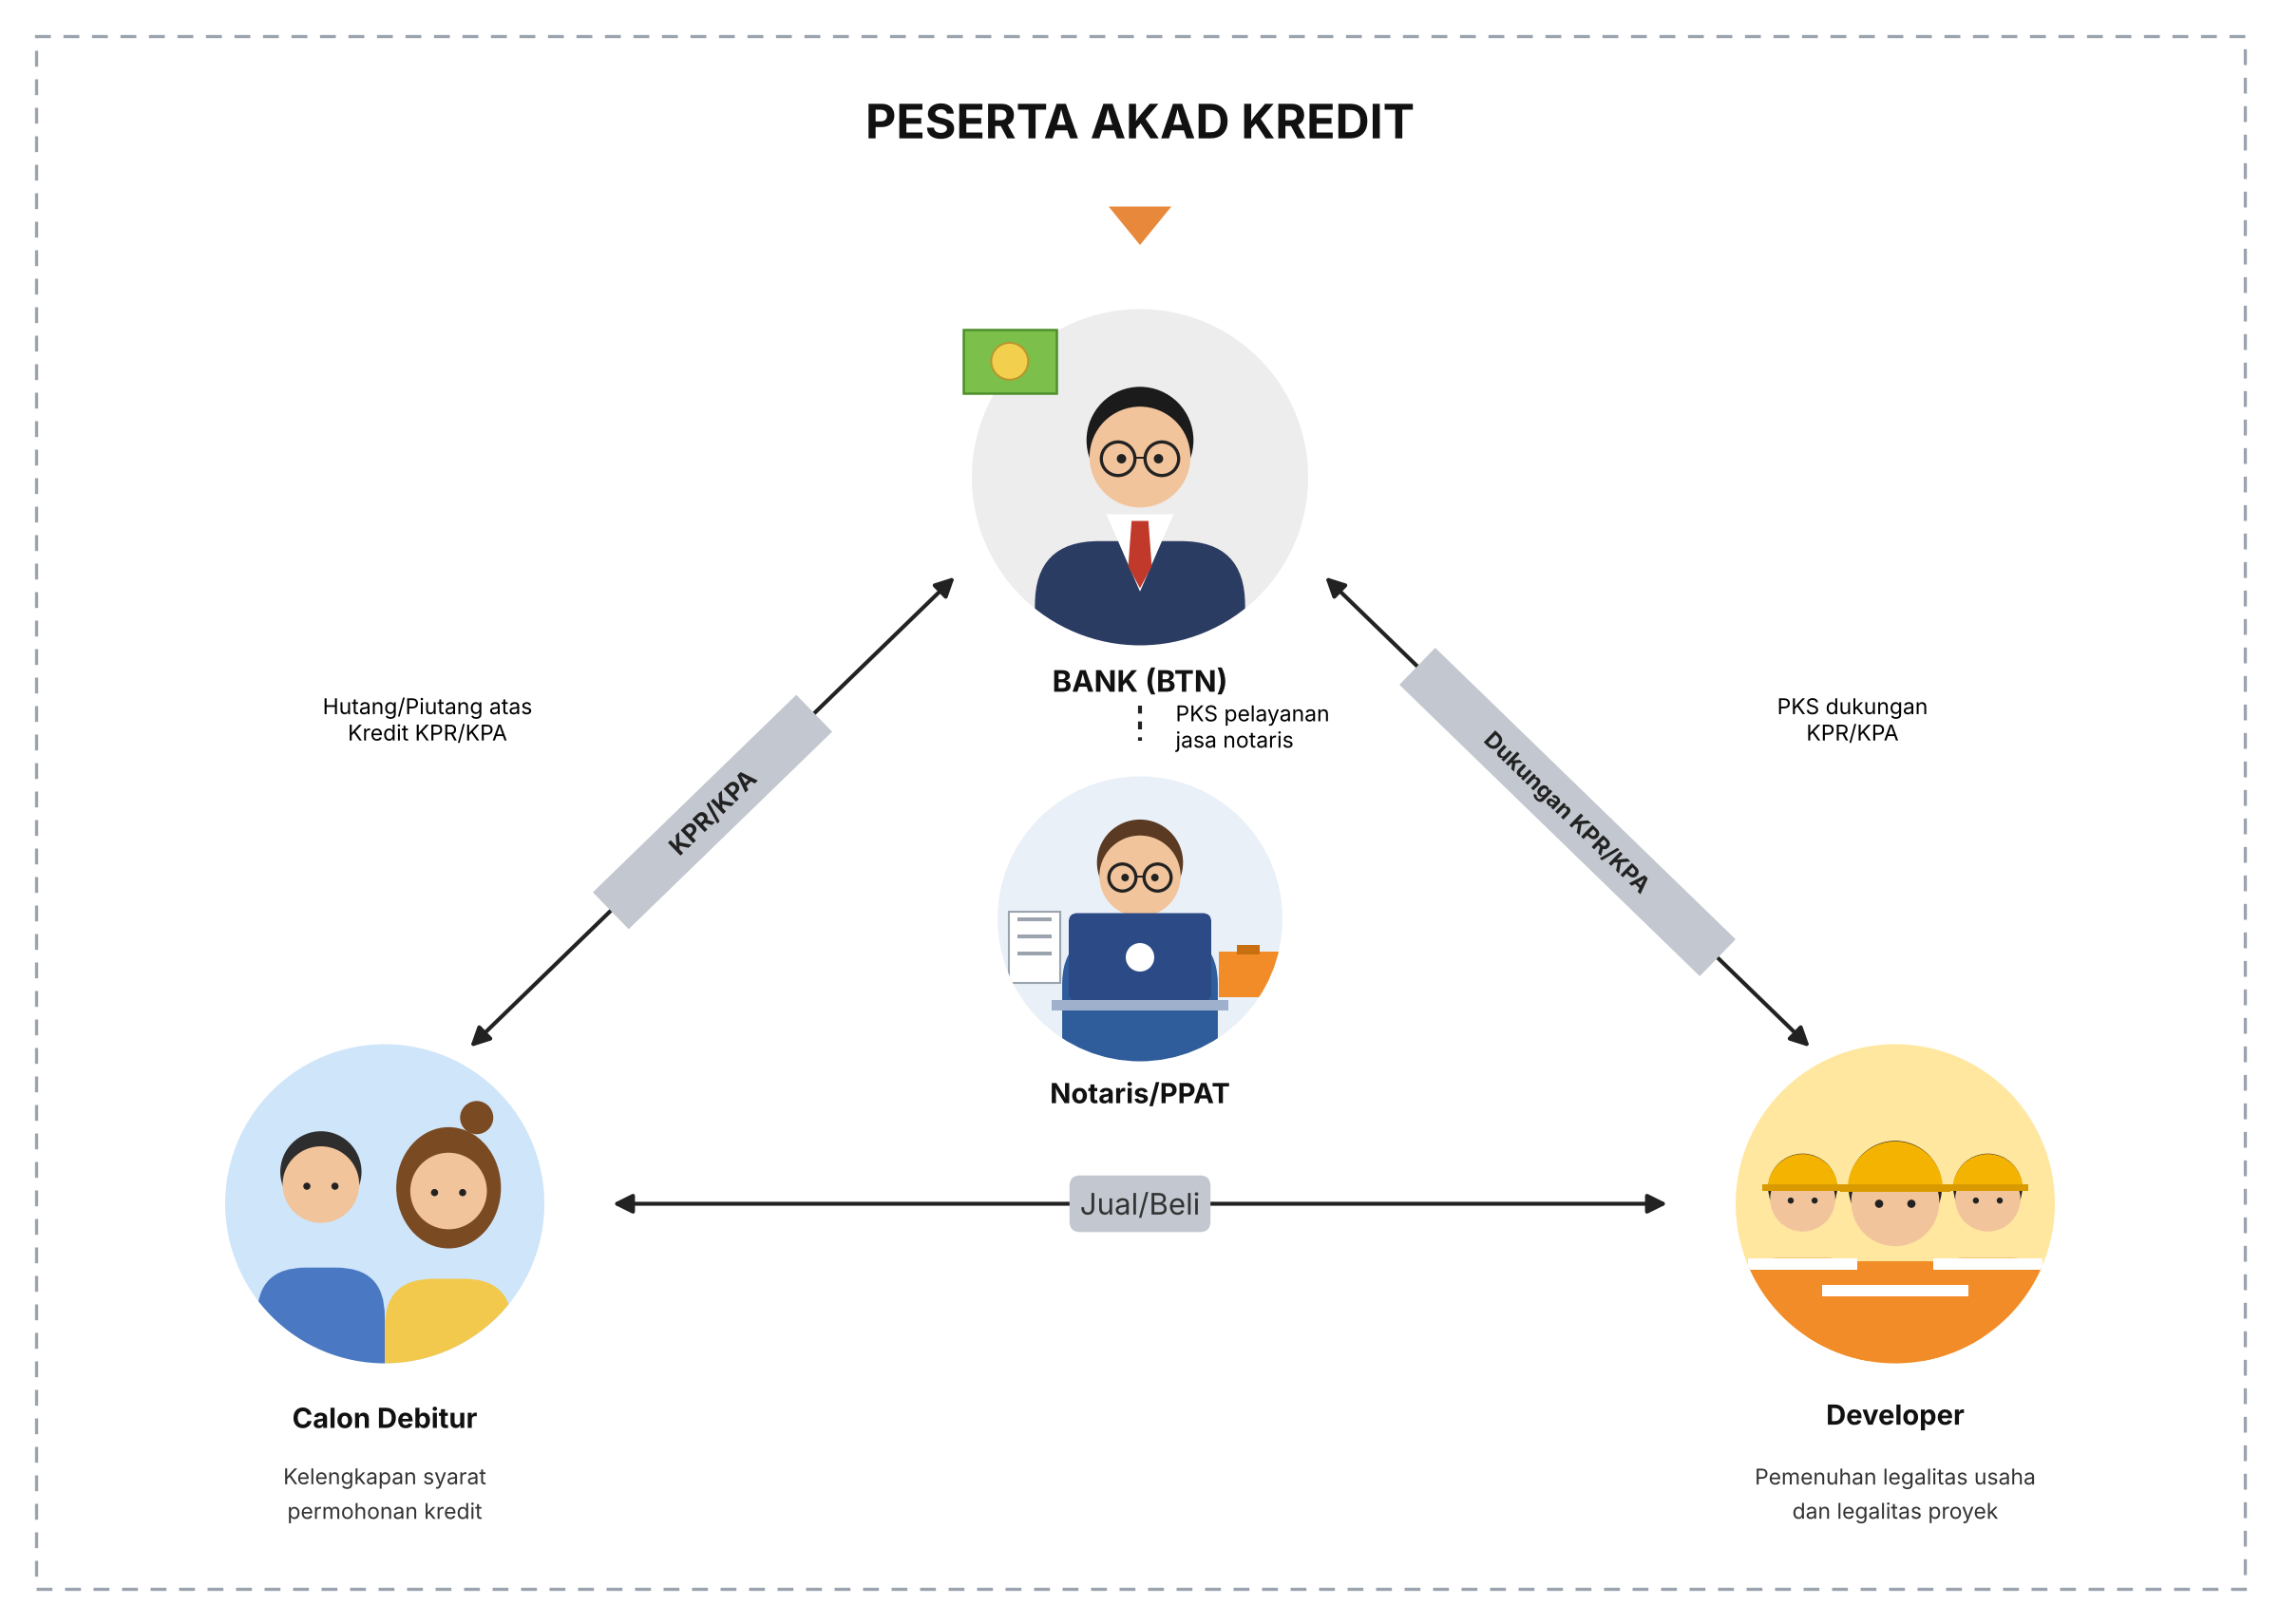 PESERTA AKAD KREDIT
BANK (BTN)
PKS pelayanan
jasa notaris
Hutang/Piutang atas
Kredit KPR/KPA
KPR/KPA
Dukungan KPR/KPA
PKS dukungan
KPR/KPA
Notaris/PPAT
Jual/Beli
Calon Debitur
Kelengkapan syarat
permohonan kredit
Developer
Pemenuhan legalitas usaha
dan legalitas proyek